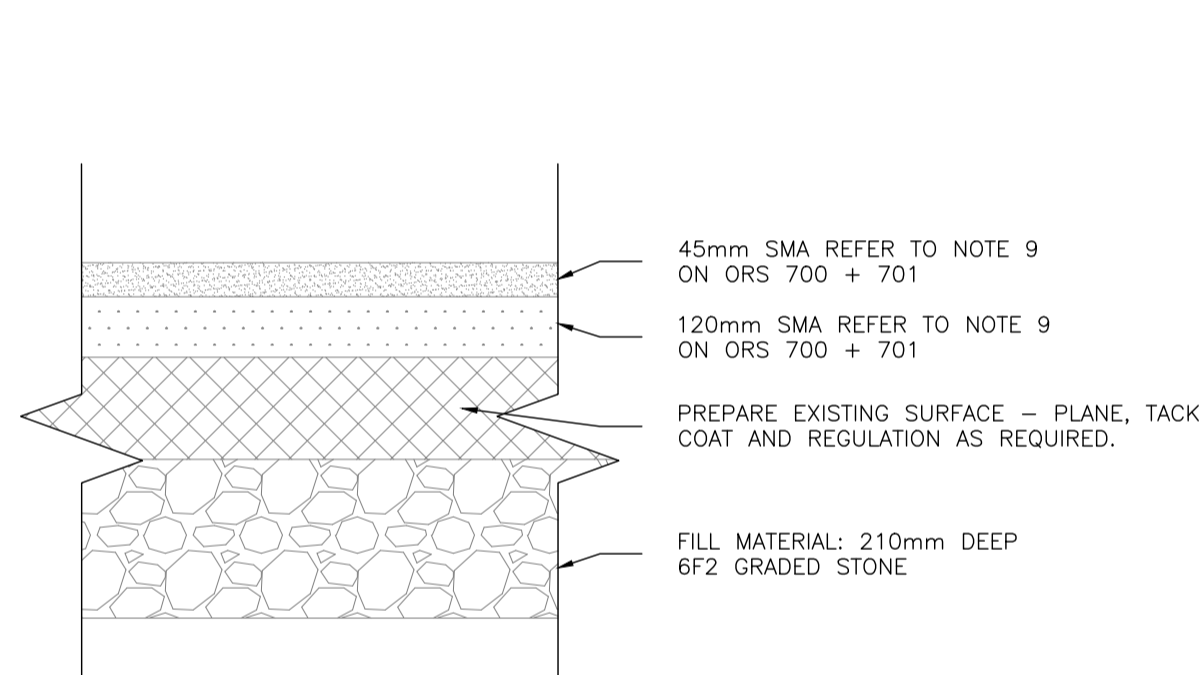 45mm SMA REFER TO NOTE 9
ON ORS 700 + 701
120mm SMA REFER TO NOTE 9
ON ORS 700 + 701
PREPARE EXISTING SURFACE – PLANE, TACK
COAT AND REGULATION AS REQUIRED.
FILL MATERIAL: 210mm DEEP
6F2 GRADED STONE